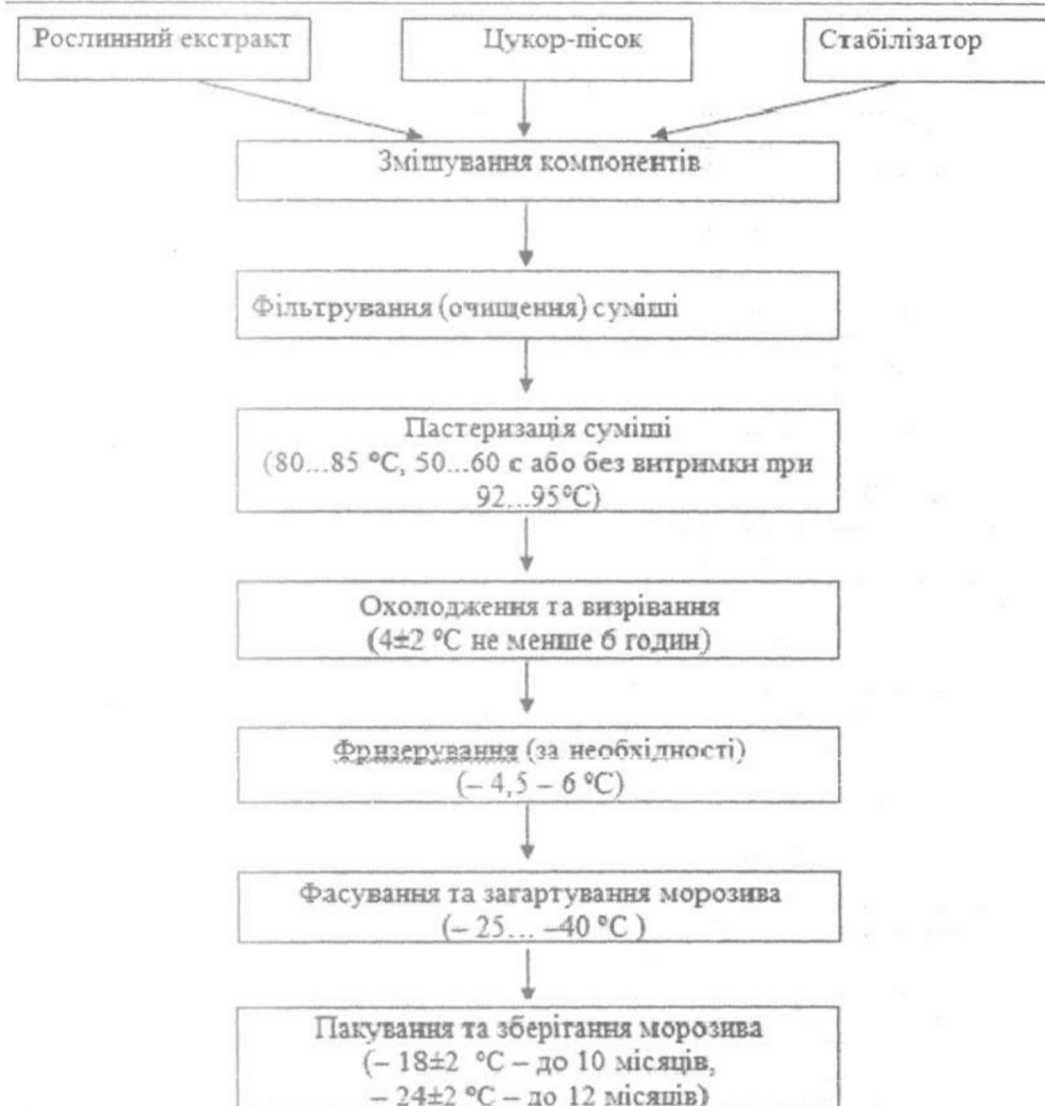 Рослинний екстракт
Цукор-пісок
Стабілізатор
Змішування компонентів
Фільтрування (очищення) суміші
Пастеризація суміші
(80...85 °С, 50...60 с або без витримки при
92...95°С)
Охолодження та визрівання
(4±2 °С не менше 6 годин)
Фризерування (за необхідності)
(– 4,5 – 6 °С)
Фасування та загартування морозива
(– 25... –40 °С )
Пакування та зберігання морозива
(– 18±2 °С – до 10 місяців,
– 24±2 °С – до 12 місяців)